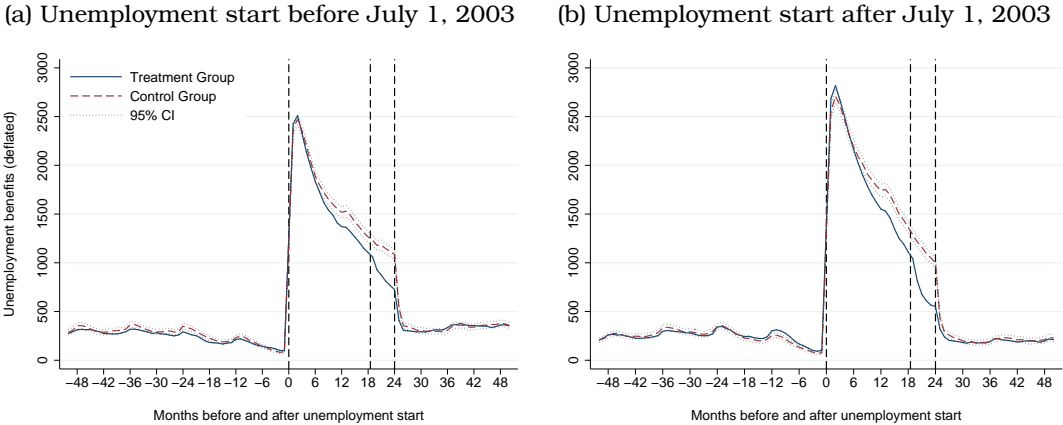 (a) Unemployment start before July 1, 2003
(b) Unemployment start after July 1, 2003
Unemployment benefits (deflated)
3000
2500
2000
1500
1000
500
0
Treatment Group
Control Group
95% CI
−48 −42 −36 −30 −24 −18 −12 −6 0 6 12 18 24 30 36 42 48
Months before and after unemployment start
3000
2500
2000
1500
1000
500
0
−48 −42 −36 −30 −24 −18 −12 −6 0 6 12 18 24 30 36 42 48
Months before and after unemployment start